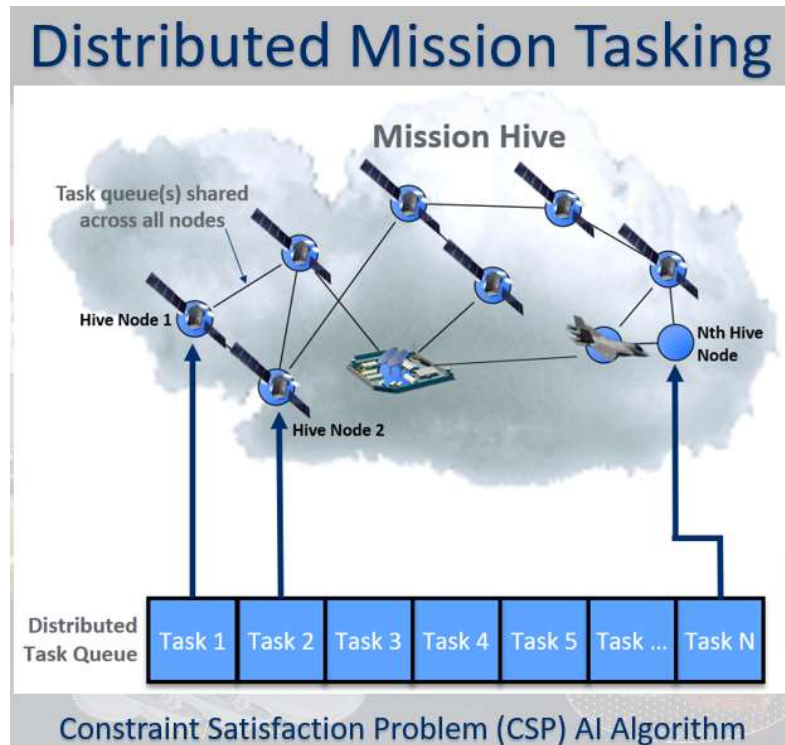 Distributed Mission Tasking
Mission Hive
Task queue(s) shared
across all nodes
Hive Node 1
Nth Hive
Node
Hive Node 2
Distributed
Task Queue
Task 1
Task 2
Task 3
Task 4
Task 5
Task ...
Task N
Constraint Satisfaction Problem (CSP) AI Algorithm